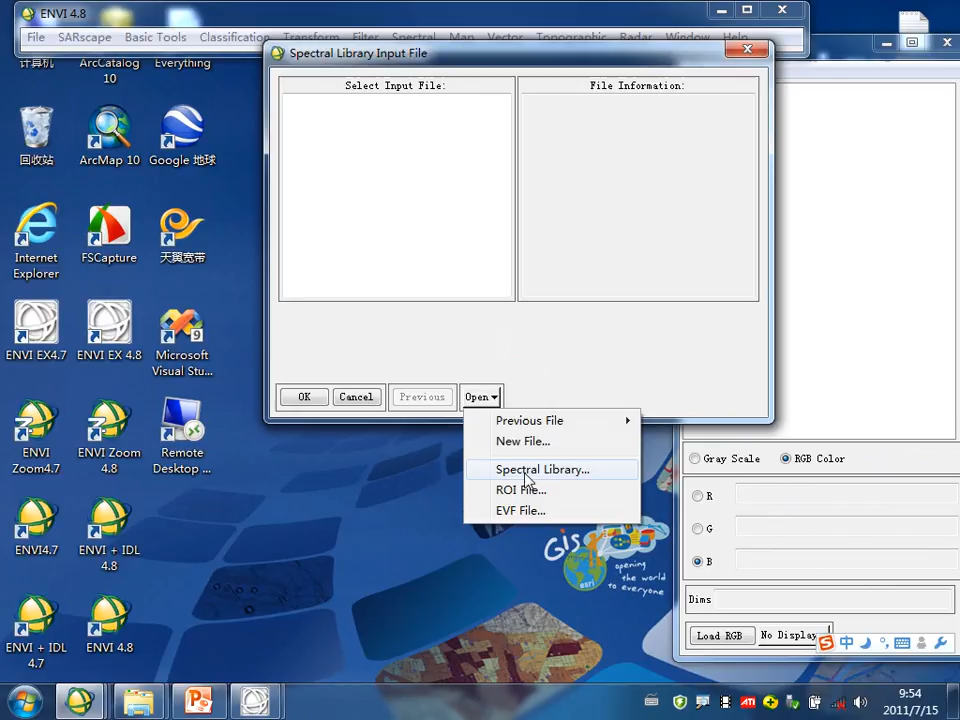 ENVI 4.8
File SARscape Basic Tools Classification Transform Filter Spectral Map Vector Topographic Radar Window Help
计算机
ArcCatalog
10
Everything
Spectral Library Input File
Select Input File:
File Information:
回收站
ArcMap 10
Google 地球
Internet
Explorer
FSCapture
天翼宽带
ENVI EX4.7
ENVI EX 4.8
9
Microsoft
Visual Stu...
OK
Cancel
Previous
Open
Previous File
New File...
Spectral Library...
ROI File...
EVF File...
ENVI
Zoom4.7
ENVI Zoom
4.8
Remote
Desktop ...
Gray Scale
RGB Color
R
G
B
Dims
Load RGB
No Display
ENVI4.7
ENVI + IDL
4.8
GIS
esri
opening
the world
to everyone
中
ENVI + IDL
4.7
ENVI 4.8
ATI
9:54
2011/7/15